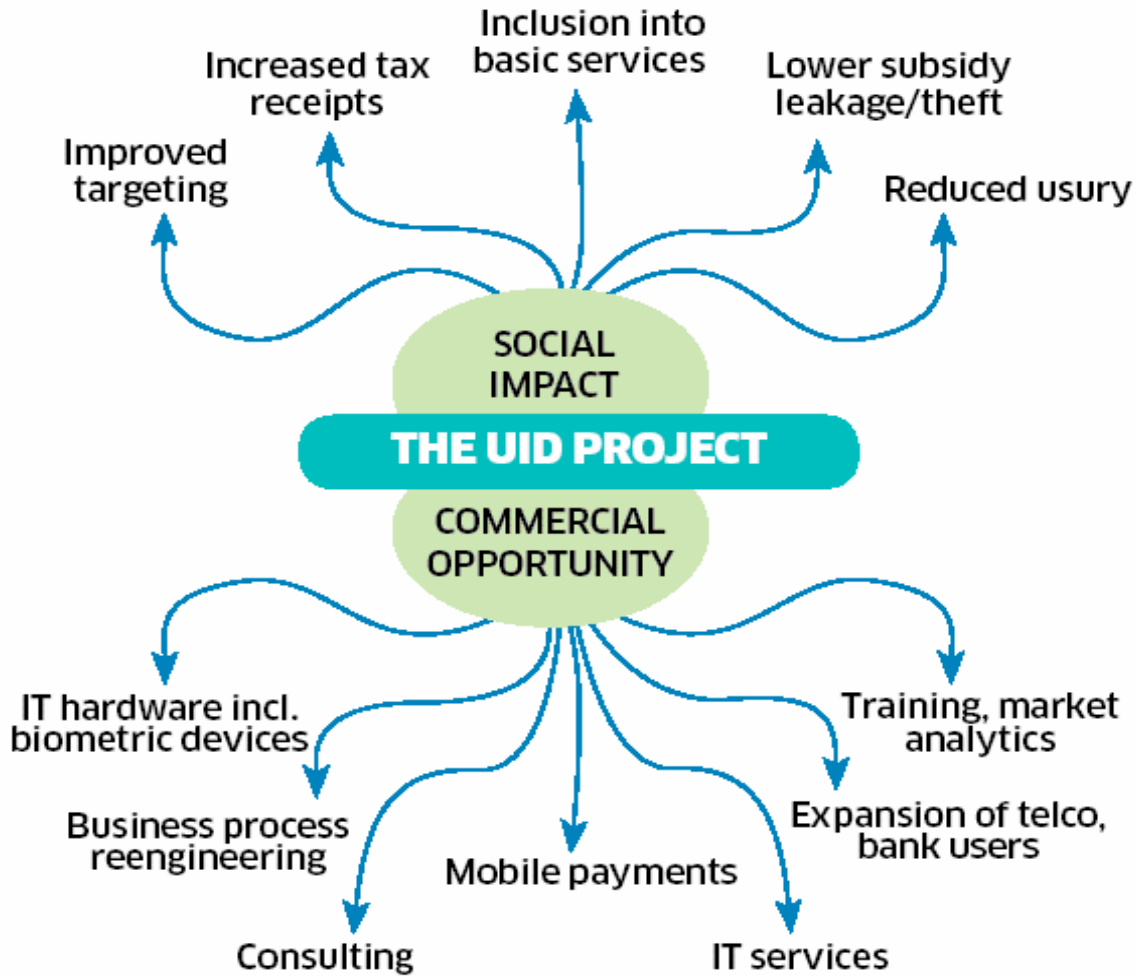 Inclusion into
basic services
Increased tax
receipts
Lower subsidy
leakage/theft
Improved
targeting
Reduced usury
SOCIAL
IMPACT
THE UID PROJECT
COMMERCIAL
OPPORTUNITY
IT hardware incl.
biometric devices
Training, market
analytics
Business process
reengineering
Expansion of telco,
bank users
Mobile payments
Consulting
IT services